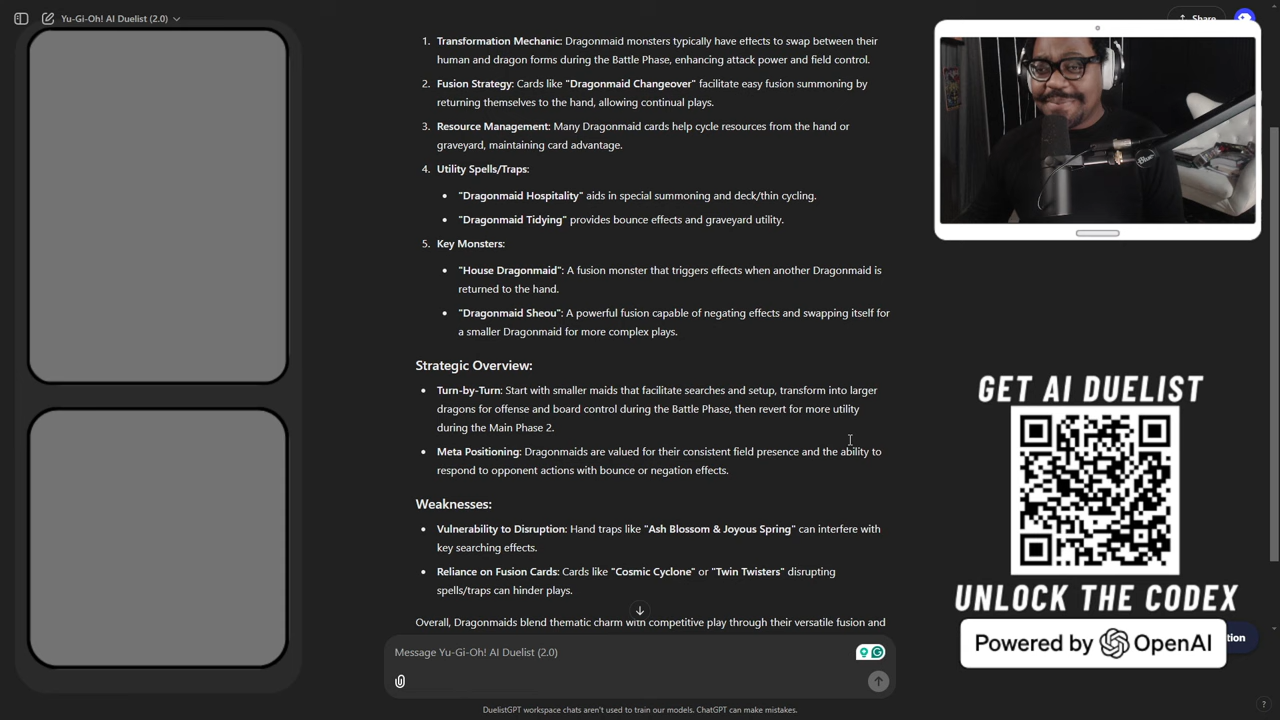 Yu-Gi-Oh! AI Duelist (2.0)
Share
1. Transformation Mechanic: Dragonmaid monsters typically have effects to swap between their
human and dragon forms during the Battle Phase, enhancing attack power and field control.
2. Fusion Strategy: Cards like "Dragonmaid Changeover" facilitate easy fusion summoning by
returning themselves to the hand, allowing continual plays.
3. Resource Management: Many Dragonmaid cards help cycle resources from the hand or
graveyard, maintaining card advantage.
4. Utility Spells/Traps:
• "Dragonmaid Hospitality" aids in special summoning and deck/thin cycling.
• "Dragonmaid Tidying" provides bounce effects and graveyard utility.
5. Key Monsters:
• "House Dragonmaid": A fusion monster that triggers effects when another Dragonmaid is
returned to the hand.
• "Dragonmaid Sheou": A powerful fusion capable of negating effects and swapping itself for
a smaller Dragonmaid for more complex plays.
Strategic Overview:
• Turn-by-Turn: Start with smaller maids that facilitate searches and setup, transform into larger
dragons for offense and board control during the Battle Phase, then revert for more utility
during the Main Phase 2.
• Meta Positioning: Dragonmaids are valued for their consistent field presence and the ability to
respond to opponent actions with bounce or negation effects.
Weaknesses:
• Vulnerability to Disruption: Hand traps like "Ash Blossom & Joyous Spring" can interfere with
key searching effects.
• Reliance on Fusion Cards: Cards like "Cosmic Cyclone" or "Twin Twisters" disrupting
spells/traps can hinder plays.
Overall, Dragonmaids blend thematic charm with competitive play through their versatile fusion and
Message Yu-Gi-Oh! AI Duelist (2.0)
DuelistGPT workspace chats aren't used to train our models. ChatGPT can make mistakes.
?
Blue
GET AI DUELIST
UNLOCK THE CODEX
Powered by OpenAI
tion